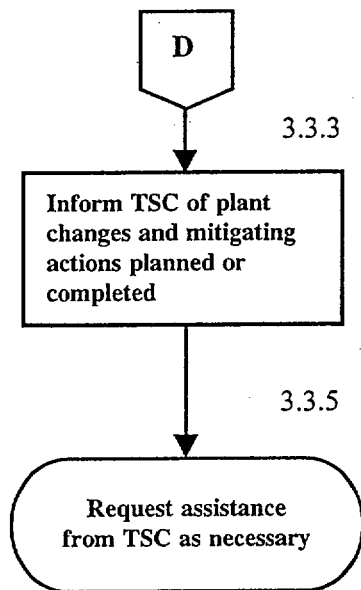 D
3.3.3
Inform TSC of plant
changes and mitigating
actions planned or
completed
3.3.5
Request assistance
from TSC as necessary